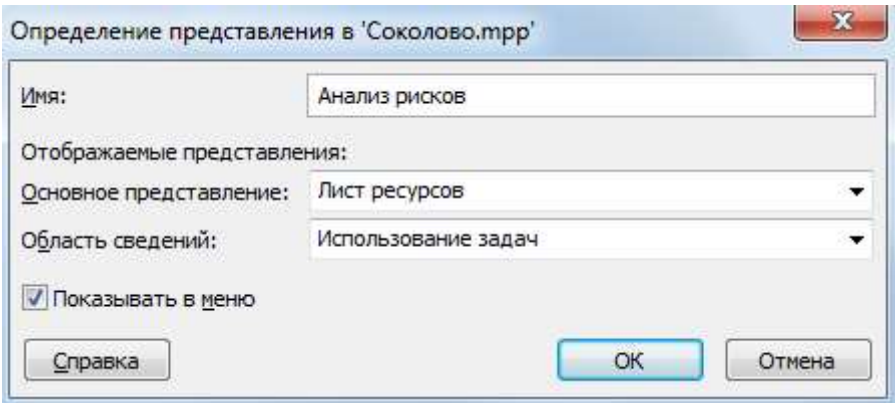 Определение представления в 'Соколово.mpp'
Имя: Анализ рисков
Отображаемые представления:
Основное представление: Лист ресурсов
Область сведений: Использование задач
Показывать в меню
Справка ОК Отмена